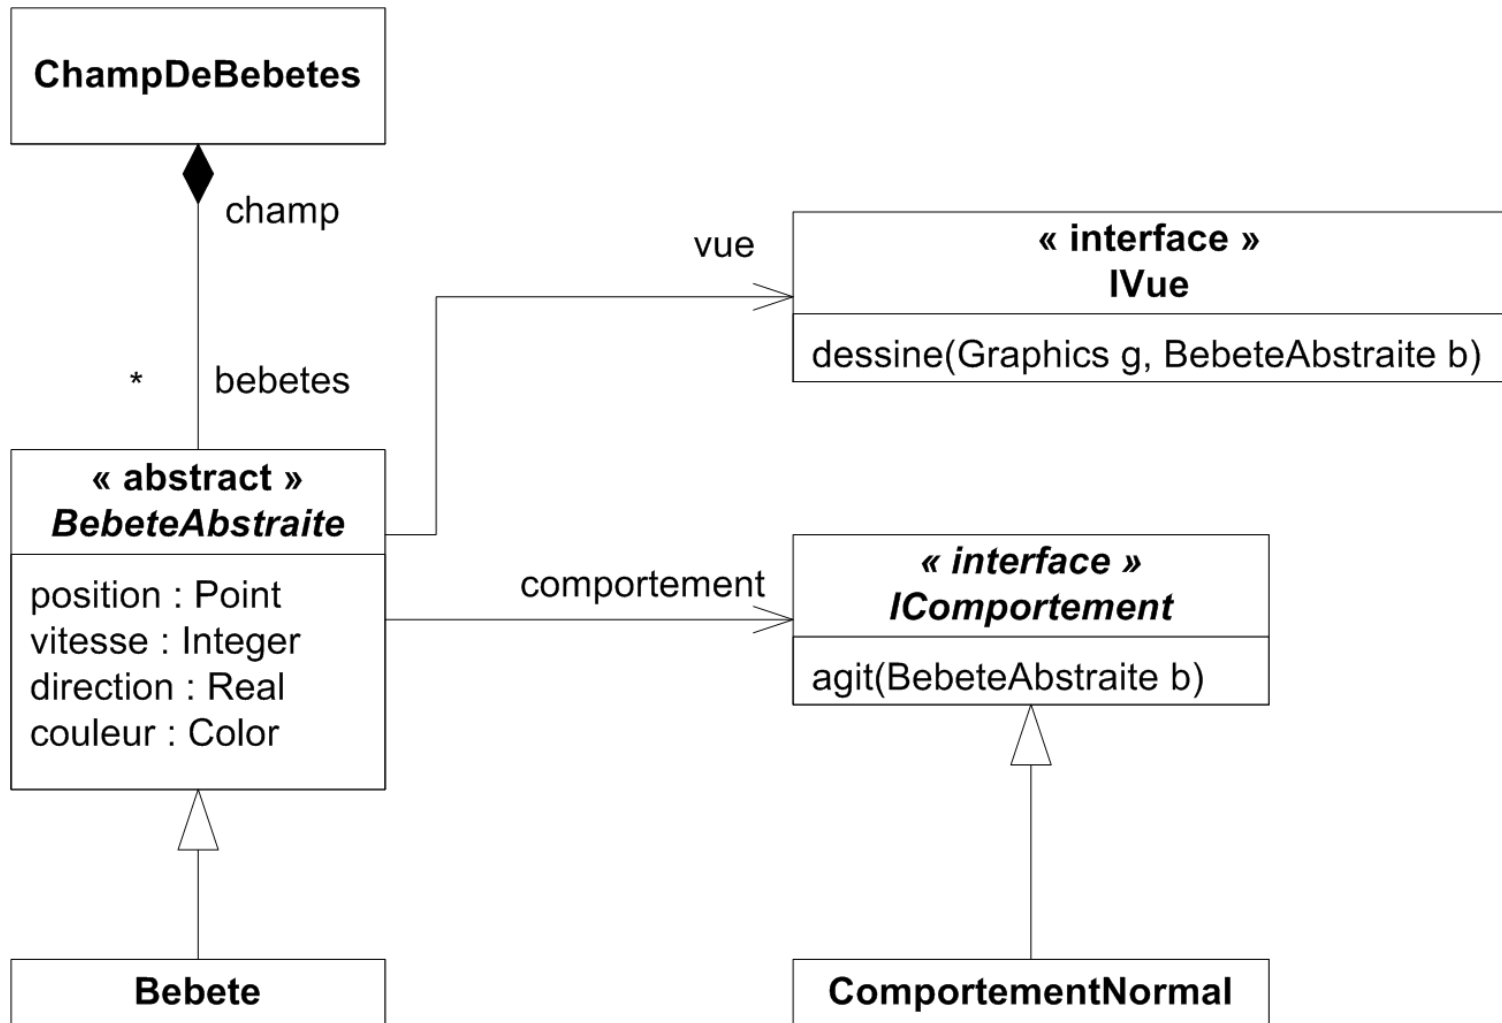 ChampDeBebetes
champ
* bebetes
vue
« interface »
IVue
dessine(Graphics g, BebeteAbstraite b)
« abstract »
BebeteAbstraite
position : Point
vitesse : Integer
direction : Real
couleur : Color
comportement
« interface »
IComportement
agit(BebeteAbstraite b)
Bebete
ComportementNormal